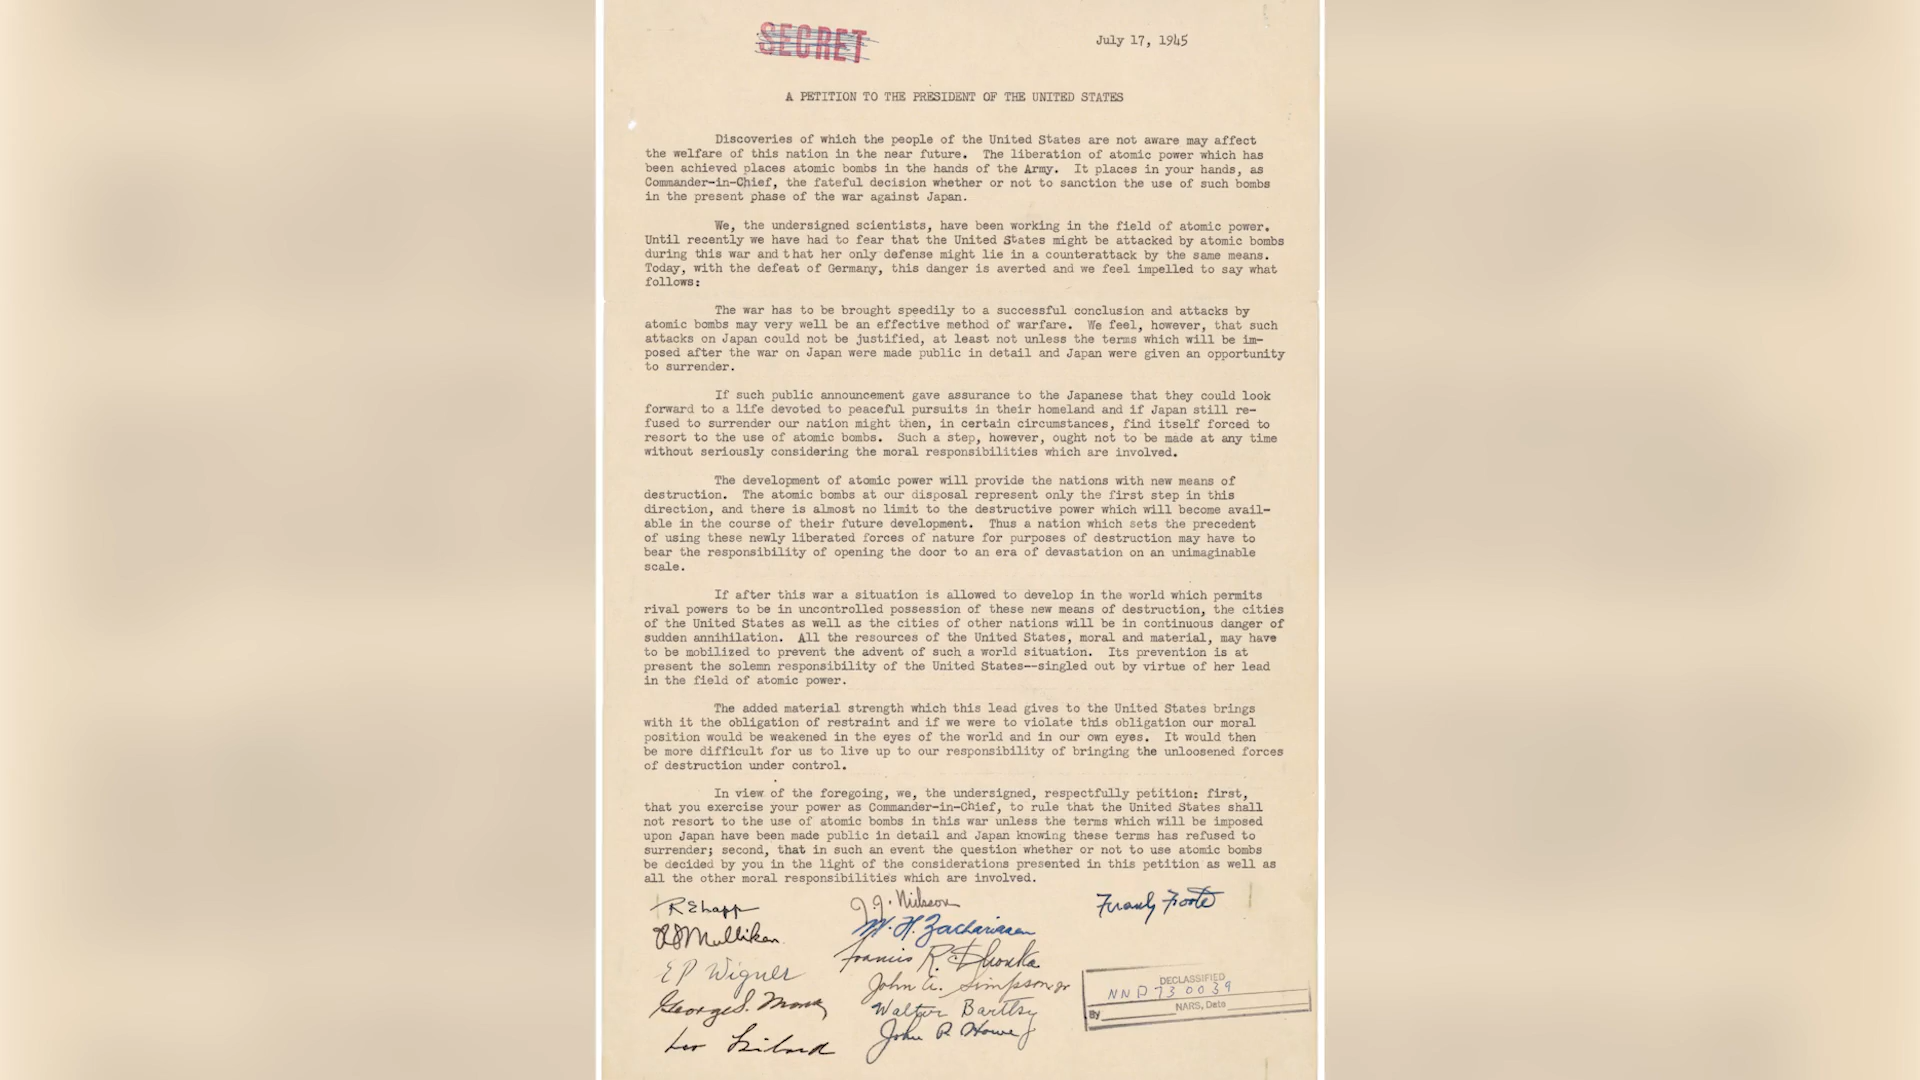 SECRET
July 17, 1945
A PETITION TO THE PRESIDENT OF THE UNITED STATES
Discoveries of which the people of the United States are not aware may affect
the welfare of this nation in the near future. The liberation of atomic power which has
been achieved places atomic bombs in the hands of the Army. It places in your hands, as
Commander-in-Chief, the fateful decision whether or not to sanction the use of such bombs
in the present phase of the war against Japan.
We, the undersigned scientists, have been working in the field of atomic power.
Until recently we have had to fear that the United States might be attacked by atomic bombs
during this war and that her only defense might lie in a counterattack by the same means.
Today, with the defeat of Germany, this danger is averted and we feel impelled to say what
follows:
The war has to be brought speedily to a successful conclusion and attacks by
atomic bombs may very well be an effective method of warfare. We feel, however, that such
attacks on Japan could not be justified, at least not unless the terms which will be im-
posed after the war on Japan were made public in detail and Japan were given an opportunity
to surrender.
If such public announcement gave assurance to the Japanese that they could look
forward to a life devoted to peaceful pursuits in their homeland and if Japan still re-
fused to surrender our nation might then, in certain circumstances, find itself forced to
resort to the use of atomic bombs. Such a step, however, ought not to be made at any time
without seriously considering the moral responsibilities which are involved.
The development of atomic power will provide the nations with new means of
destruction. The atomic bombs at our disposal represent only the first step in this
direction, and there is almost no limit to the destructive power which will become avail-
able in the course of their future development. Thus a nation which sets the precedent
of using these newly liberated forces of nature for purposes of destruction may have to
bear the responsibility of opening the door to an era of devastation on an unimaginable
scale.
If after this war a situation is allowed to develop in the world which permits
rival powers to be in uncontrolled possession of these new means of destruction, the cities
of the United States as well as the cities of other nations will be in continuous danger of
sudden annihilation. All the resources of the United States, moral and material, may have
to be mobilized to prevent the advent of such a world situation. Its prevention is at
present the solemn responsibility of the United States--singled out by virtue of her lead
in the field of atomic power.
The added material strength which this lead gives to the United States brings
with it the obligation of restraint and if we were to violate this obligation our moral
position would be weakened in the eyes of the world and in our own eyes. It would then
be more difficult for us to live up to our responsibility of bringing the unloosened forces
of destruction under control.
In view of the foregoing, we, the undersigned, respectfully petition: first,
that you exercise your power as Commander-in-Chief, to rule that the United States shall
not resort to the use of atomic bombs in this war unless the terms which will be imposed
upon Japan have been made public in detail and Japan knowing these terms has refused to
surrender; second, that in such an event the question whether or not to use atomic bombs
be decided by you in the light of the considerations presented in this petition as well as
all the other moral responsibilities which are involved.
R E Lapp
J. J. Nickson
Frank Foote
R S Mulliken
W. H. Zachariasen
E P Wigner
Francis R.
George S. Monk
John A. Simpson Jr
Leo Szilard
Walter Bartky
John P. Howe Jr
DECLASSIFIED
NND 730039
By NARS, Date